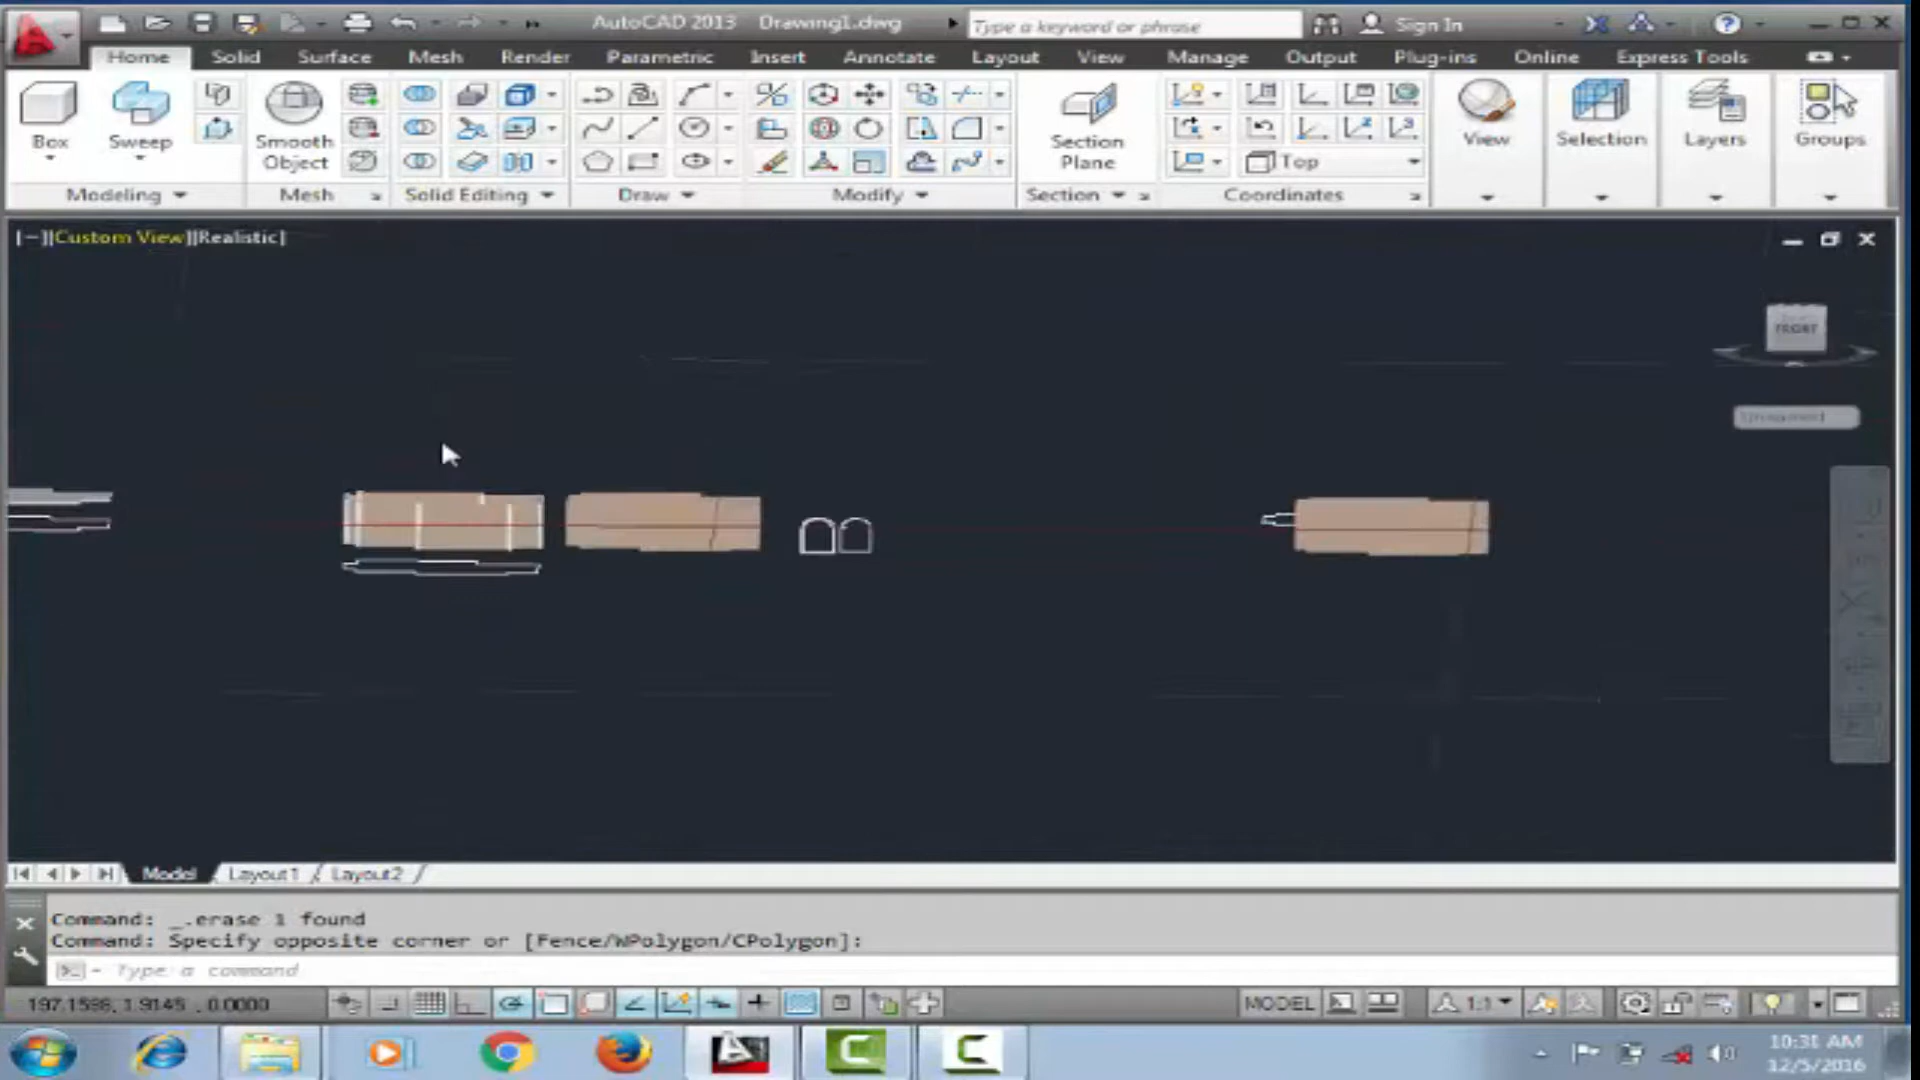 AutoCAD 2013 Drawing1.dwg
Type a keyword or phrase
Sign In
Home Solid Surface Mesh Render Parametric Insert Annotate Layout View Manage Output Plug-ins Online Express Tools
Box
Sweep
Smooth
Object
Section
Plane
Top
View
Selection
Layers
Groups
Modeling Mesh Solid Editing Draw Modify Section Coordinates
[−][Custom View][Realistic]
FRONT
Unnamed
Model Layout1 Layout2
Command: _.erase 1 found
Command: Specify opposite corner or [Fence/WPolygon/CPolygon]:
Type a command
197.1598, 1.9145, 0.0000
MODEL
1:1
10:31 AM
12/5/2016